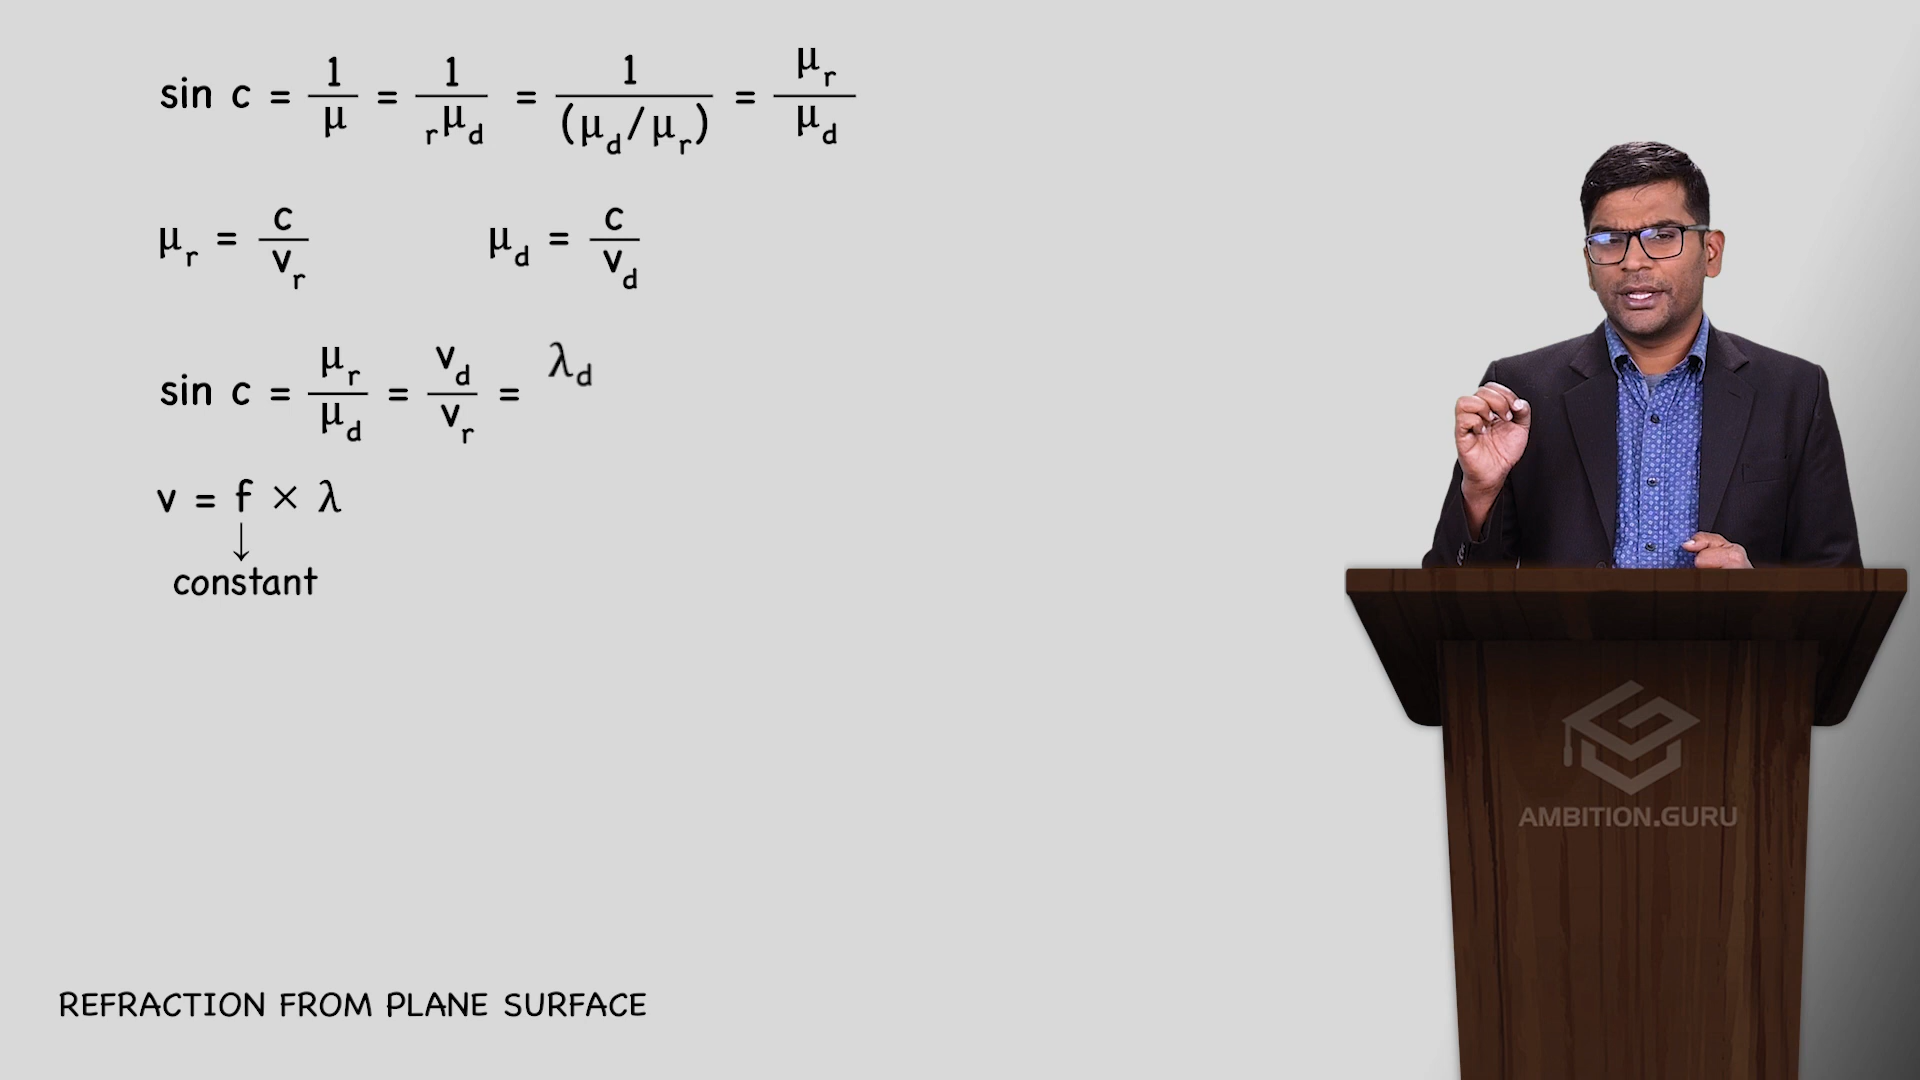 sin c = 1/μ = 1/ᵣμ_d = 1/(μ_d/μ_r) = μ_r/μ_d
μ_r = c/v_r μ_d = c/v_d
sin c = μ_r/μ_d = v_d/v_r = λ_d
v = f × λ
↓
constant
AMBITION.GURU
REFRACTION FROM PLANE SURFACE